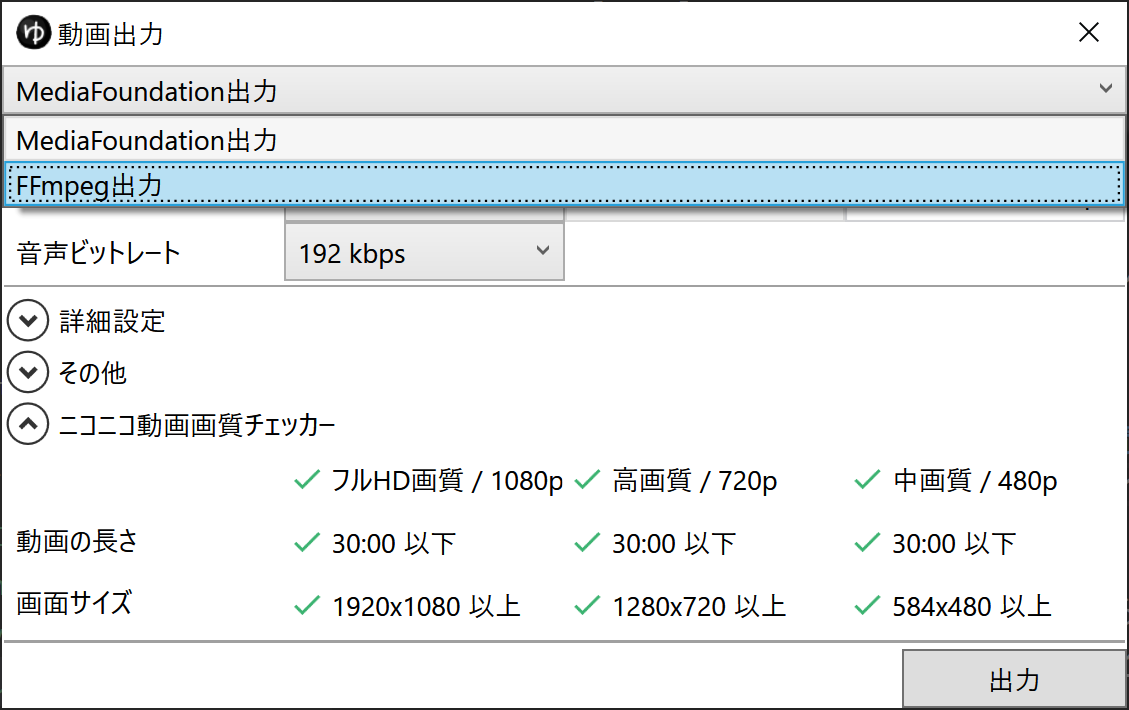 ゆ 動画出力
MediaFoundation出力
MediaFoundation出力
FFmpeg出力
音声ビットレート 192 kbps
詳細設定
その他
ニコニコ動画画質チェッカー
フルHD画質 / 1080p 高画質 / 720p 中画質 / 480p
動画の長さ 30:00 以下 30:00 以下 30:00 以下
画面サイズ 1920x1080 以上 1280x720 以上 584x480 以上
出力